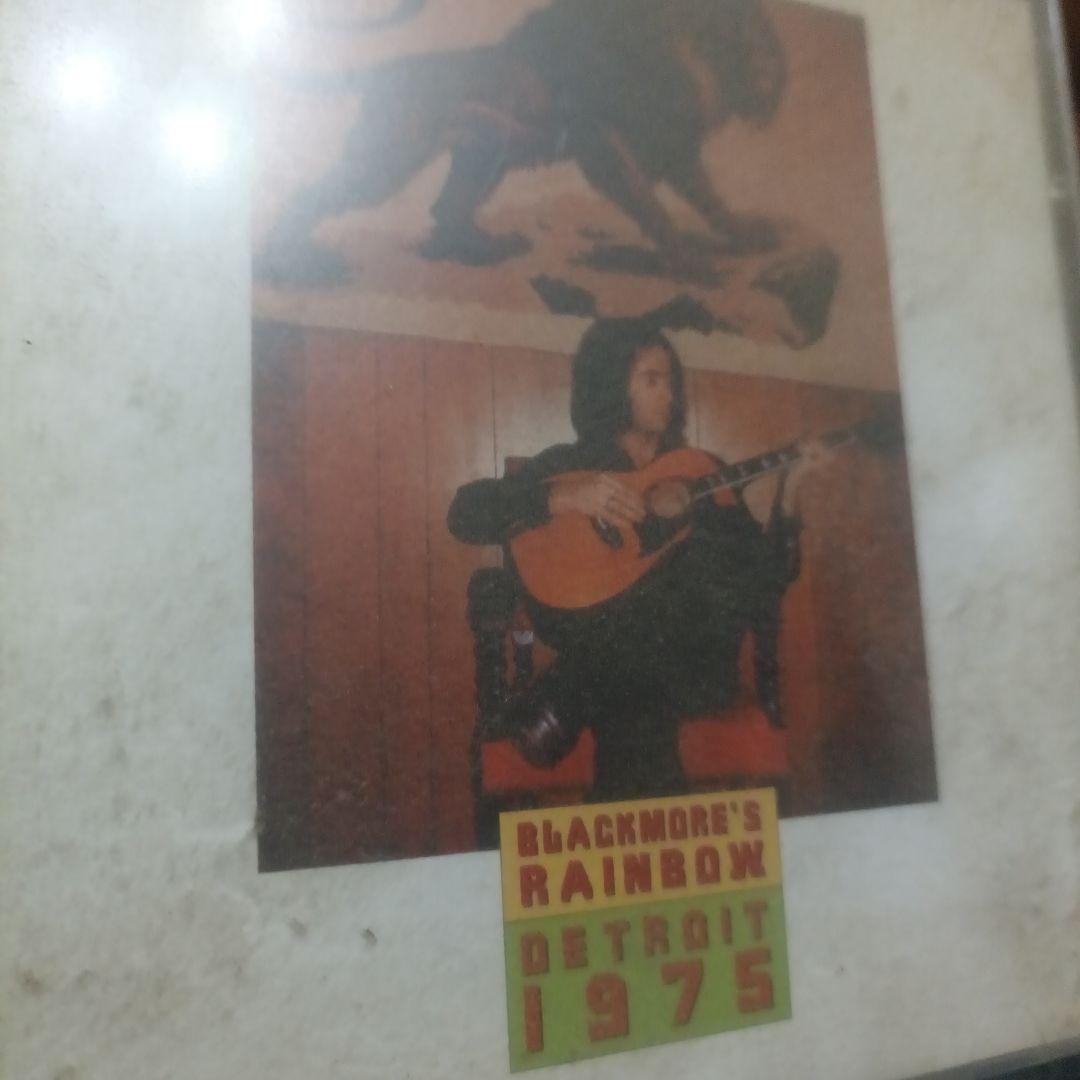 BLACKMORE'S
RAINBOW
DETROIT
1975